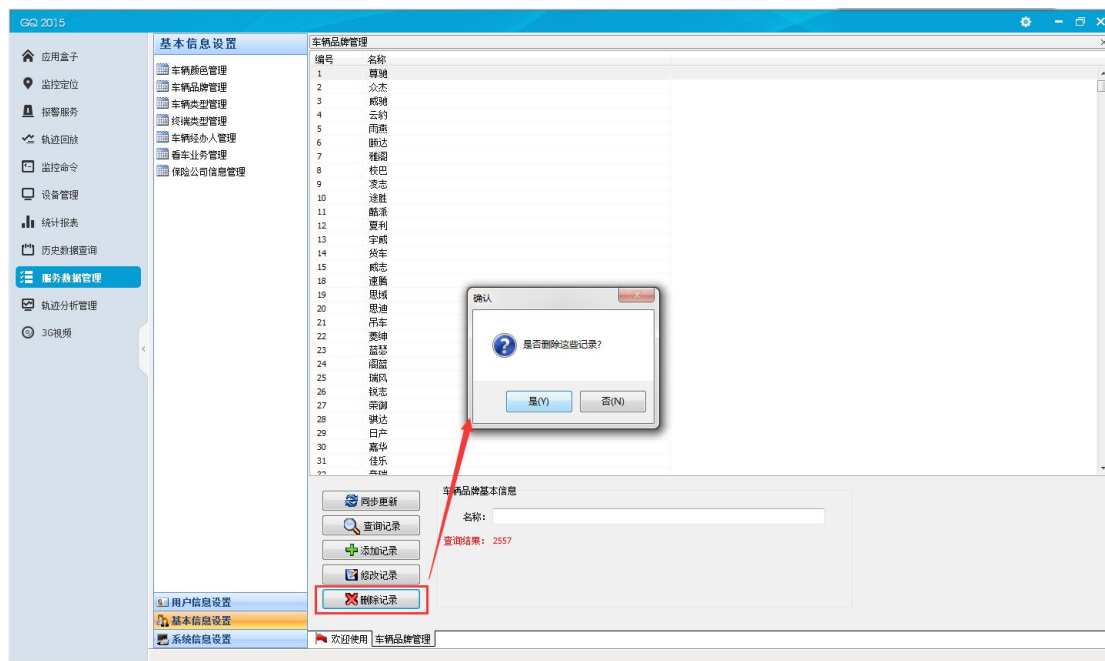 GQ 2015
应用盒子
监控定位
报警服务
轨迹回放
监控命令
设备管理
统计报表
历史数据查询
服务数据管理
轨迹分析管理
3G视频
基本信息设置
车辆颜色管理
车辆品牌管理
车辆类型管理
终端类型管理
车辆经办人管理
看车业务管理
保险公司信息管理
用户信息设置
基本信息设置
系统信息设置
车辆品牌管理
编号 名称
1 尊驰
2 众杰
3 威驰
4 云豹
5 雨燕
6 颐达
7 雅阁
8 校巴
9 凌志
10 途胜
11 酷派
12 夏利
13 宇威
14 货车
15 威志
18 速腾
19 思域
20 思迪
21 吊车
22 菱绅
23 蓝瑟
24 阁蓝
25 瑞风
26 锐志
27 荣御
28 骐达
29 日产
30 嘉华
31 佳乐
32 奇瑞
确认
是否删除这些记录?
是(Y) 否(N)
同步更新
查询记录
添加记录
修改记录
删除记录
车辆品牌基本信息
名称:
查询结果: 2557
欢迎使用 车辆品牌管理